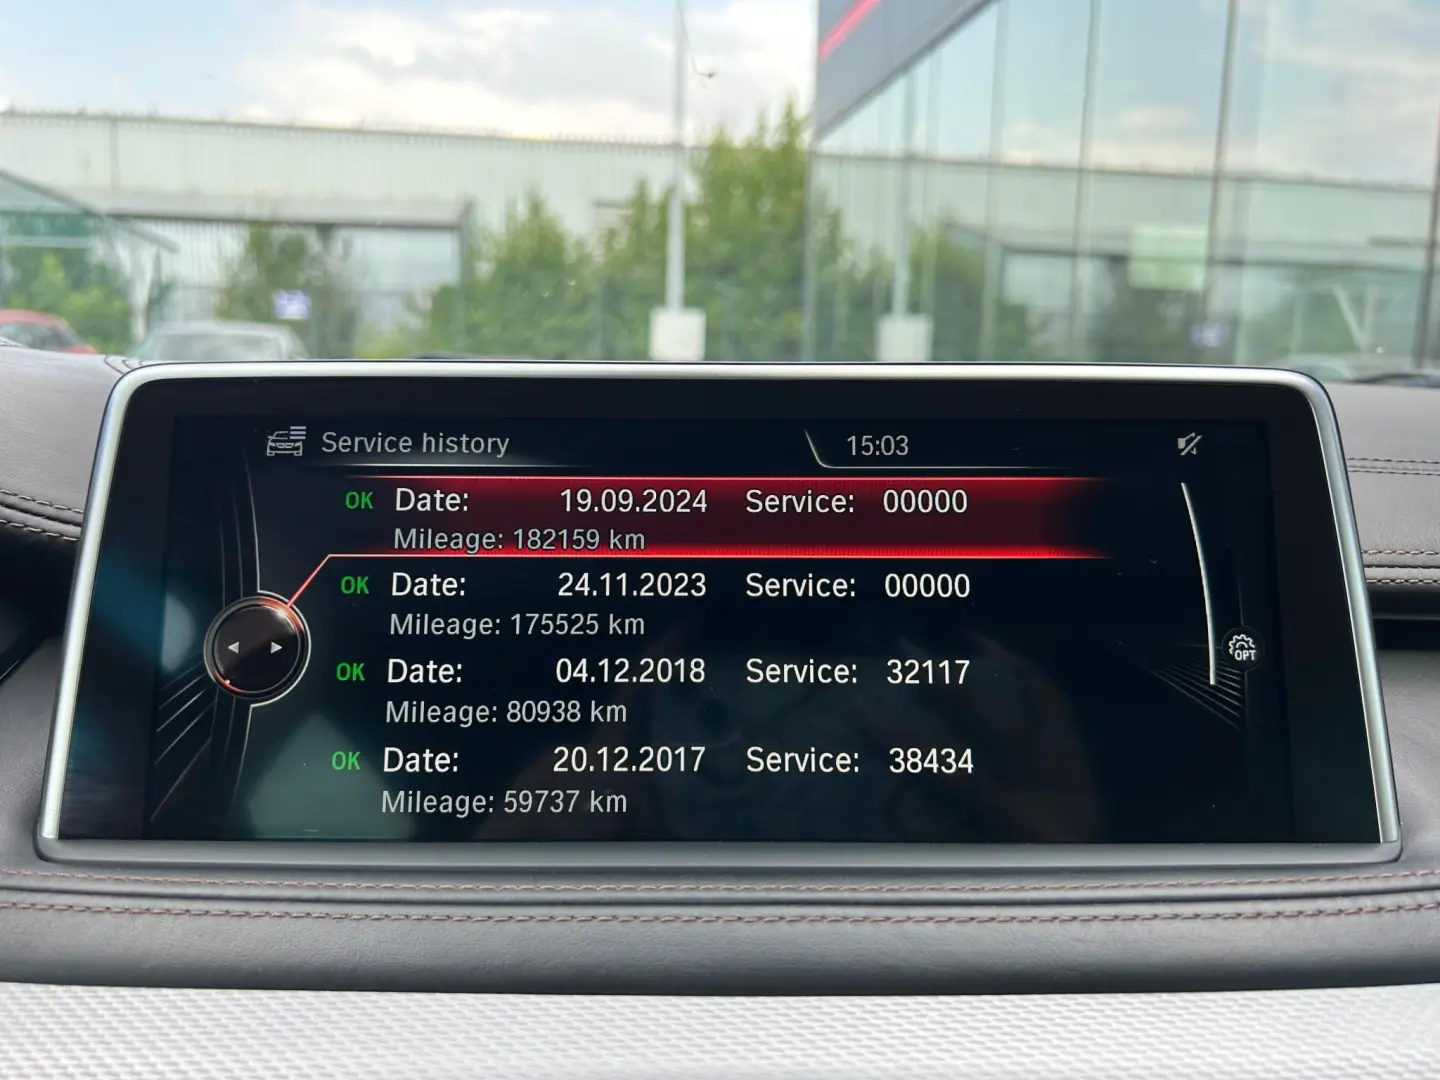 Service history 15:03
OK Date: 19.09.2024 Service: 00000
Mileage: 182159 km
OK Date: 24.11.2023 Service: 00000
Mileage: 175525 km
OK Date: 04.12.2018 Service: 32117
Mileage: 80938 km
OK Date: 20.12.2017 Service: 38434
Mileage: 59737 km
OPT